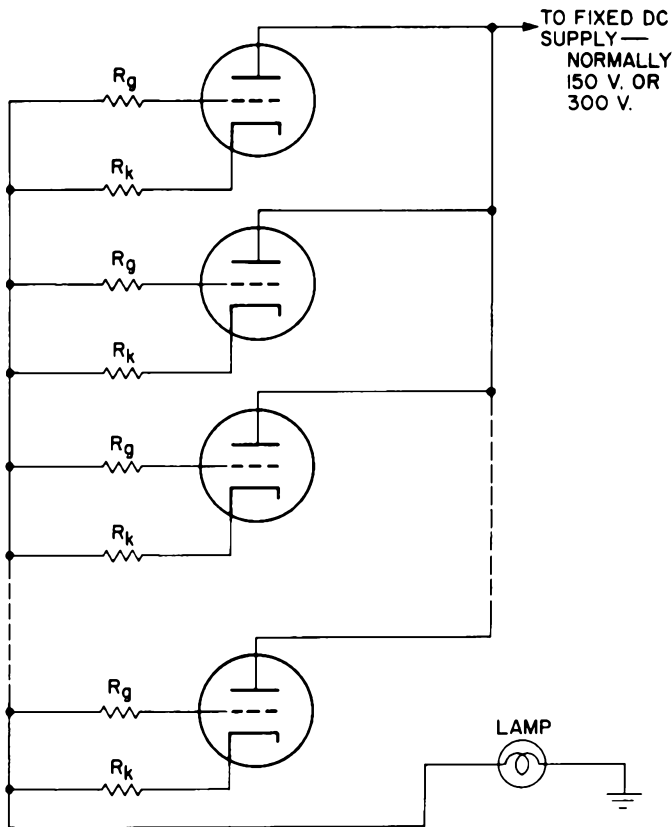 TO FIXED DC
SUPPLY—
NORMALLY
150 V. OR
300 V.
Rg
Rk
Rg
Rk
Rg
Rk
Rg
Rk
LAMP